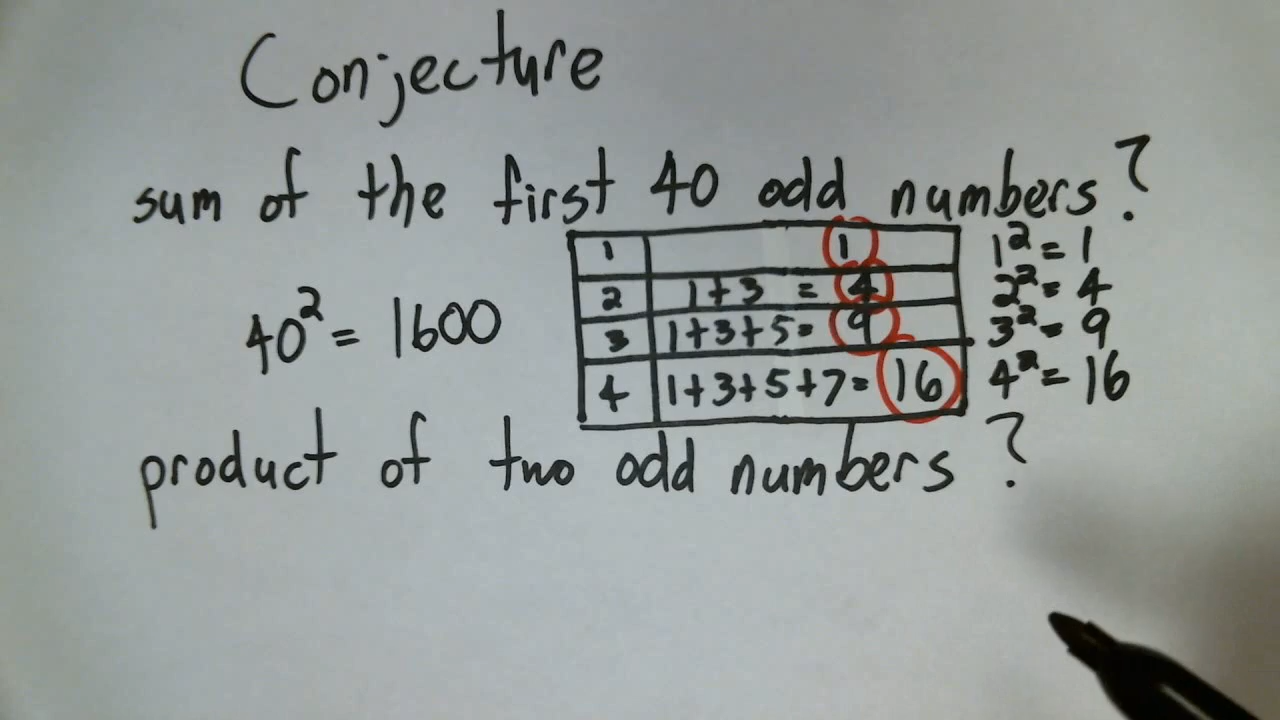 Conjecture
sum of the first 40 odd numbers?
1 1 1² = 1
2 1+3 = 4 2² = 4
3 1+3+5= 9 3² = 9
40² = 1600
4 1+3+5+7= 16 4² = 16
product of two odd numbers?